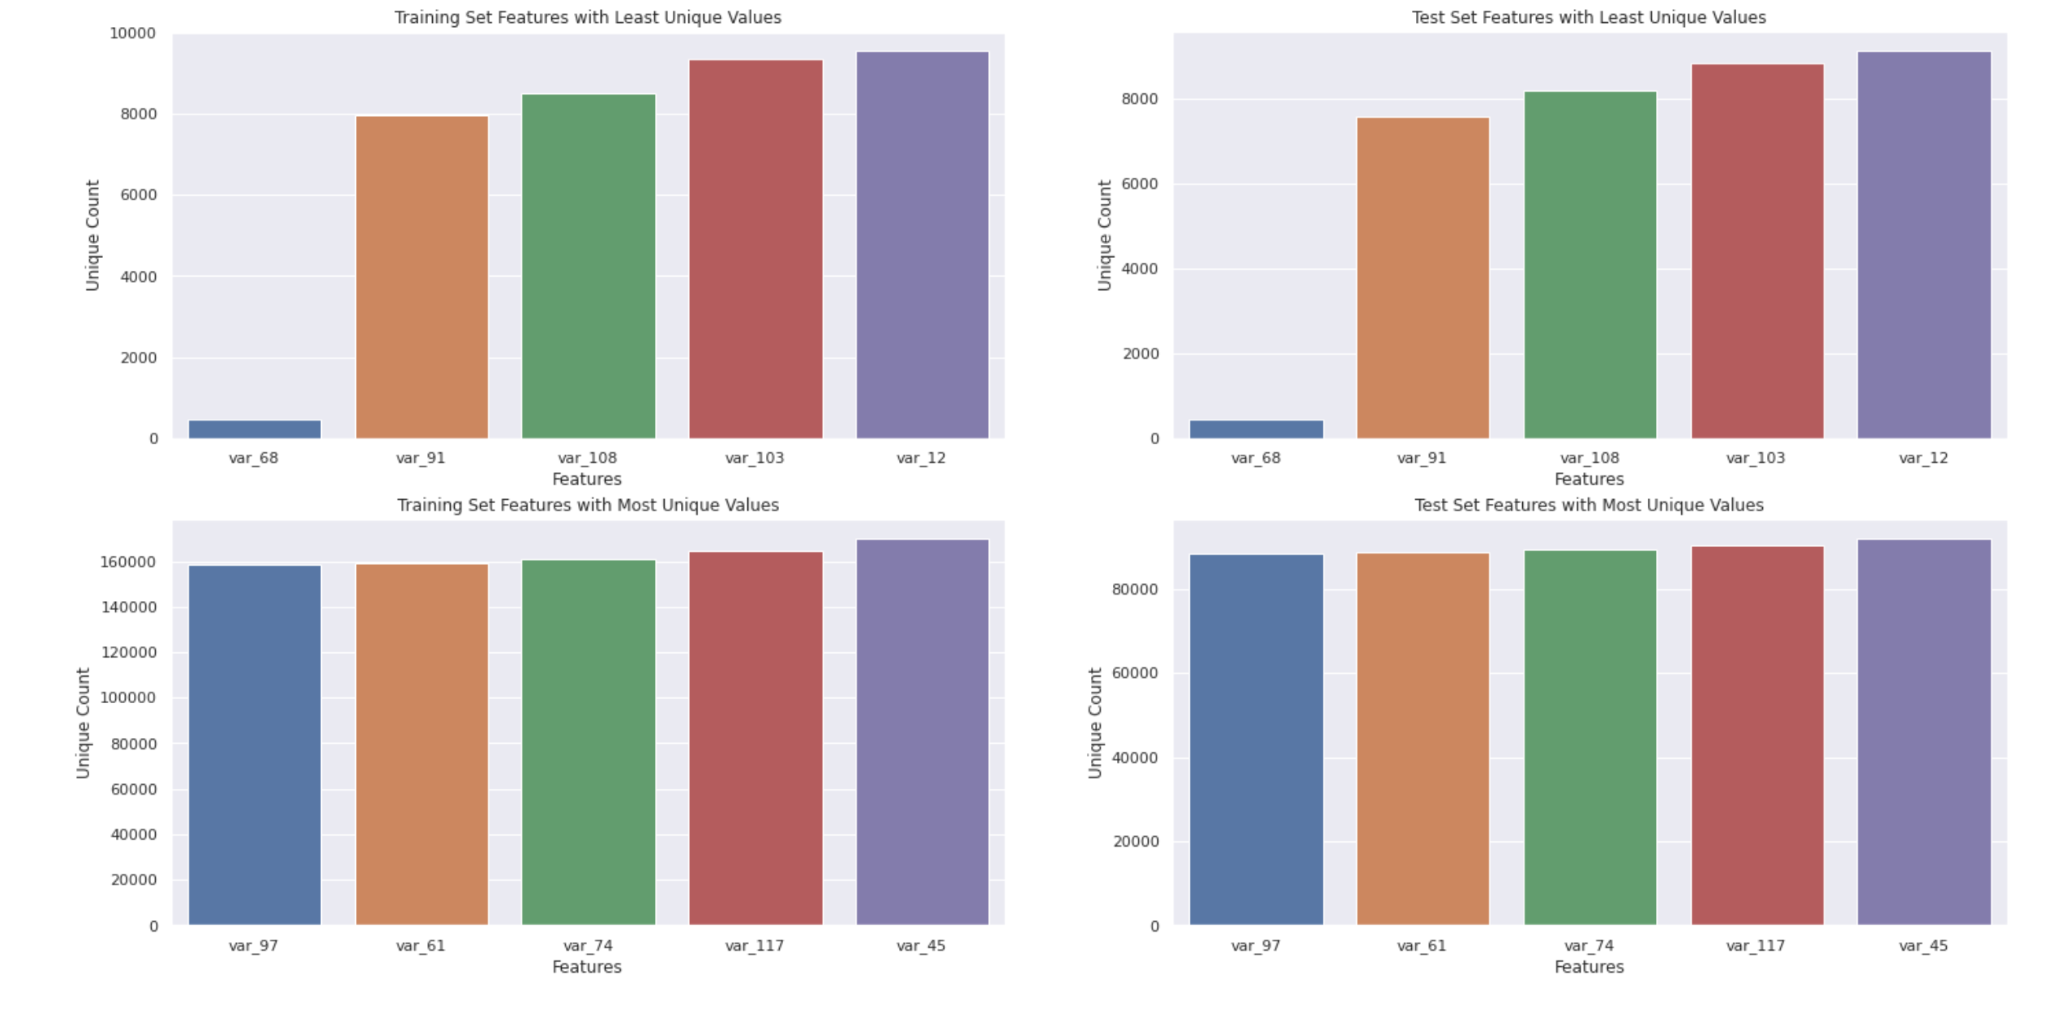 Training Set Features with Least Unique Values
10000
8000
6000
4000
2000
0
Unique Count
var_68 var_91 var_108 var_103 var_12
Features
Test Set Features with Least Unique Values
8000
6000
4000
2000
0
Unique Count
var_68 var_91 var_108 var_103 var_12
Features
Training Set Features with Most Unique Values
160000
140000
120000
100000
80000
60000
40000
20000
0
Unique Count
var_97 var_61 var_74 var_117 var_45
Features
Test Set Features with Most Unique Values
80000
60000
40000
20000
0
Unique Count
var_97 var_61 var_74 var_117 var_45
Features